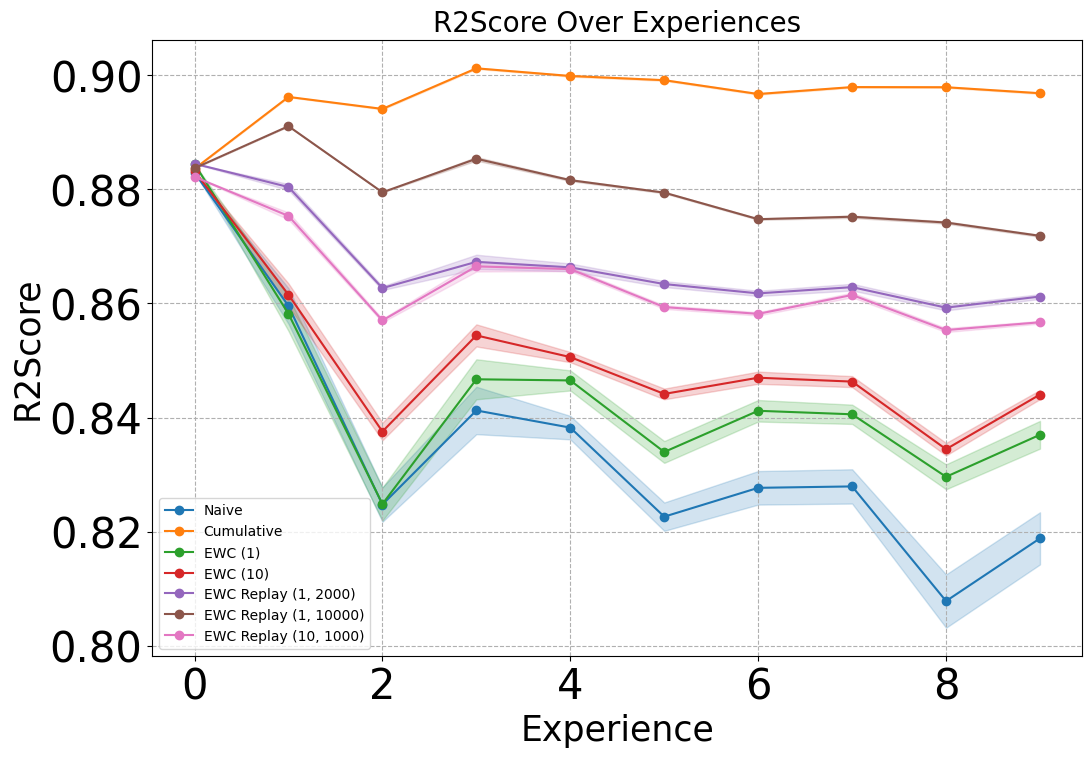 R2Score Over Experiences
0.90
0.88
0.86
0.84
0.82
0.80
R2Score
Naive
Cumulative
EWC (1)
EWC (10)
EWC Replay (1, 2000)
EWC Replay (1, 10000)
EWC Replay (10, 1000)
0 2 4 6 8
Experience